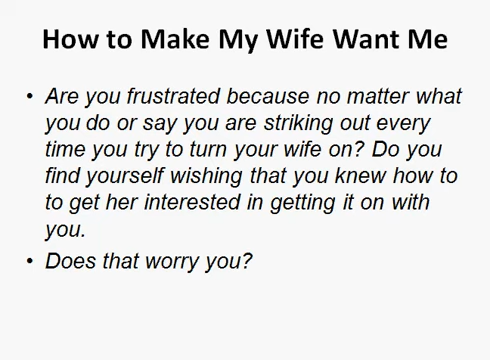 How to Make My Wife Want Me
• Are you frustrated because no matter what
you do or say you are striking out every
time you try to turn your wife on? Do you
find yourself wishing that you knew how to
to get her interested in getting it on with
you.
• Does that worry you?